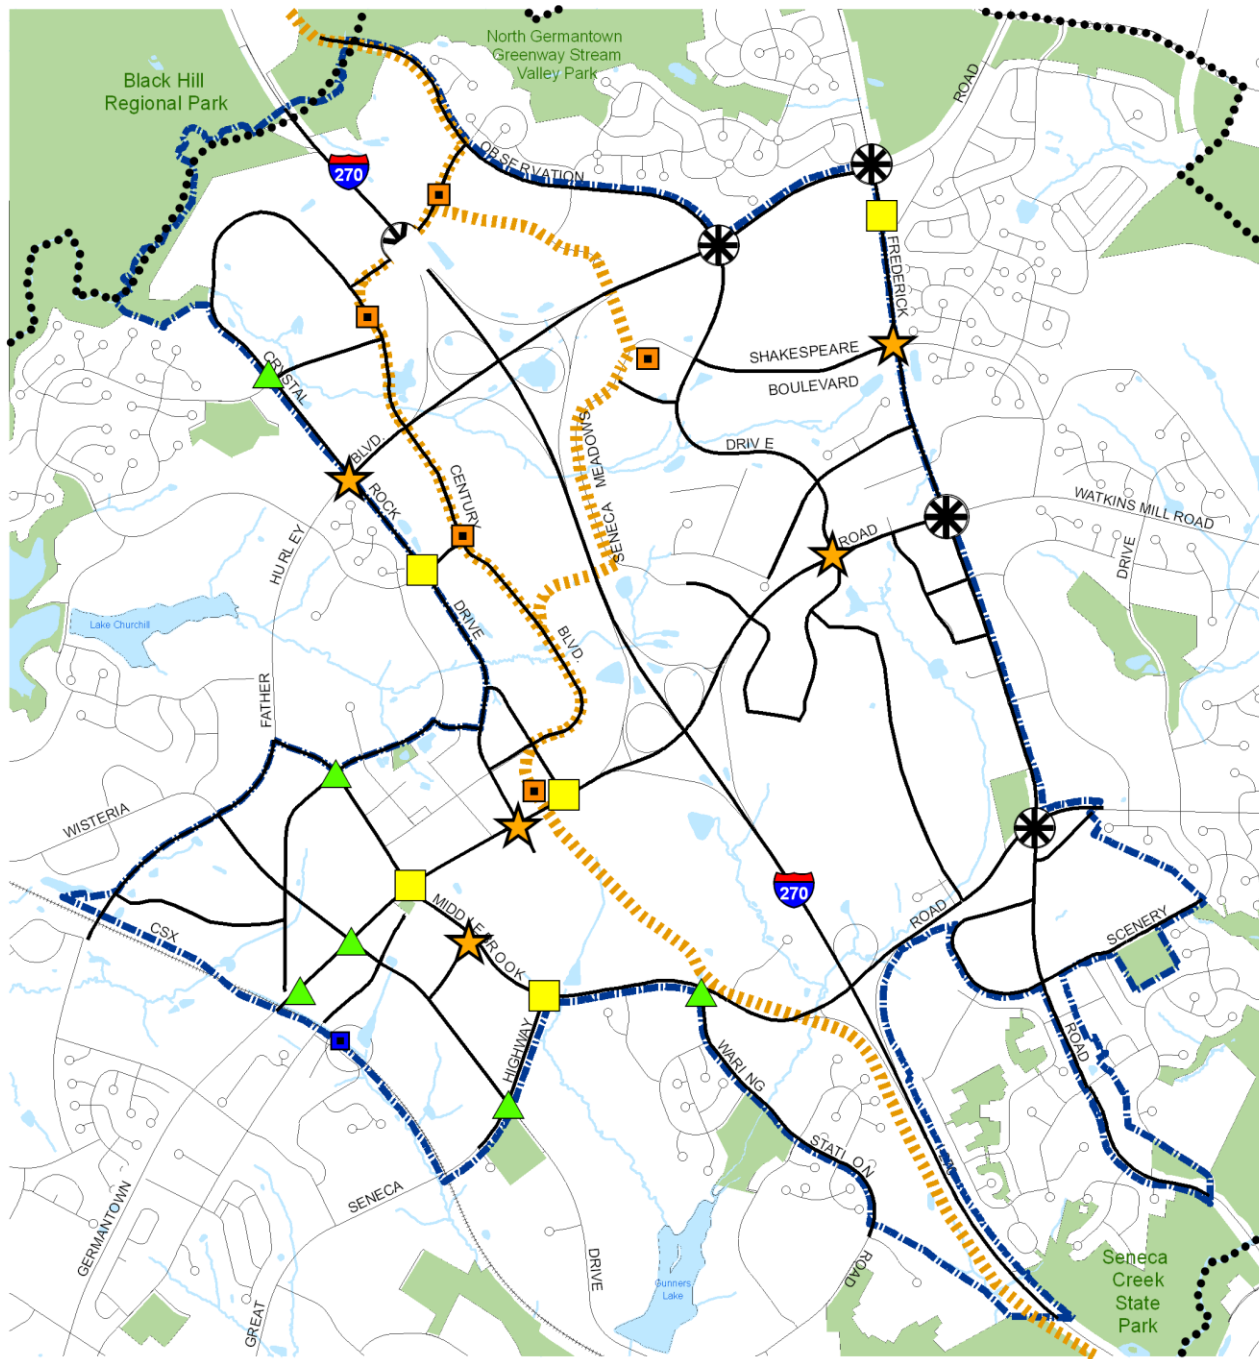 North Germantown
Greenway Stream
Valley Park
Black Hill
Regional Park
ROAD
270
OBSERVATION
FREDERICK
SHAKESPEARE
BOULEVARD
CRYSTAL
BLVD.
ROCK
CENTURY
SENECA MEADOWS
DRIVE
WATKINS MILL ROAD
ROAD
HURLEY
DRIVE
DRIVE
Lake Churchill
BLVD.
FATHER
WISTERIA
270
MIDDLEBROOK
ROAD
SCENERY
CSX
HIGHWAY
WARING
ROAD
STATION
SENECA
GERMANTOWN
DRIVE
ROAD
Gunners
Lake
GREAT
Seneca
Creek
State
Park